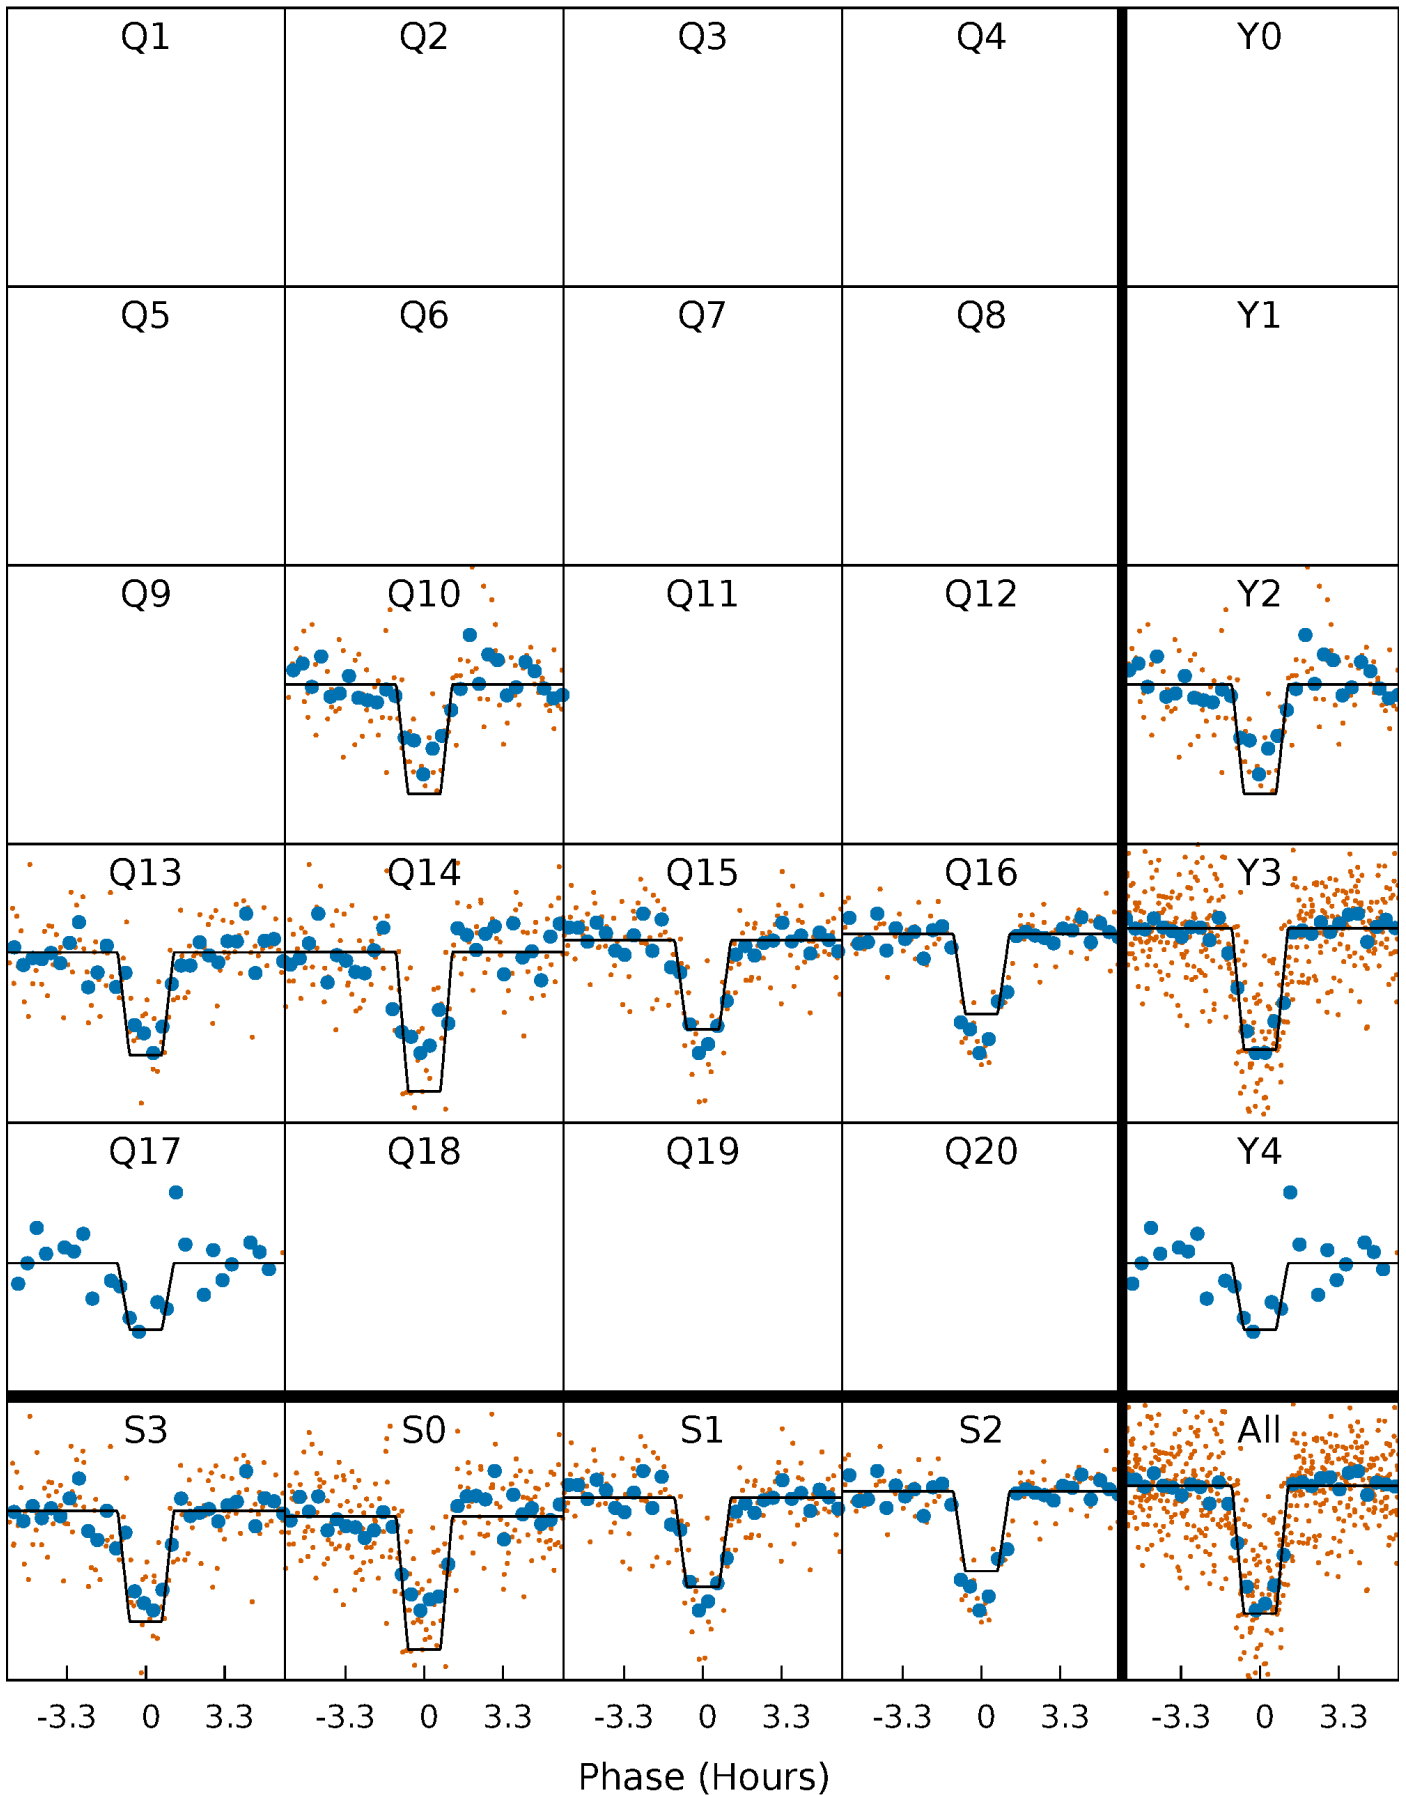 Q1 Q2 Q3 Q4 Y0
Q5 Q6 Q7 Q8 Y1
Q9 Q10 Q11 Q12 Y2
Q13 Q14 Q15 Q16 Y3
Q17 Q18 Q19 Q20 Y4
S3 S0 S1 S2 All
-3.3 0 3.3 -3.3 0 3.3 -3.3 0 3.3 -3.3 0 3.3 -3.3 0 3.3
Phase (Hours)